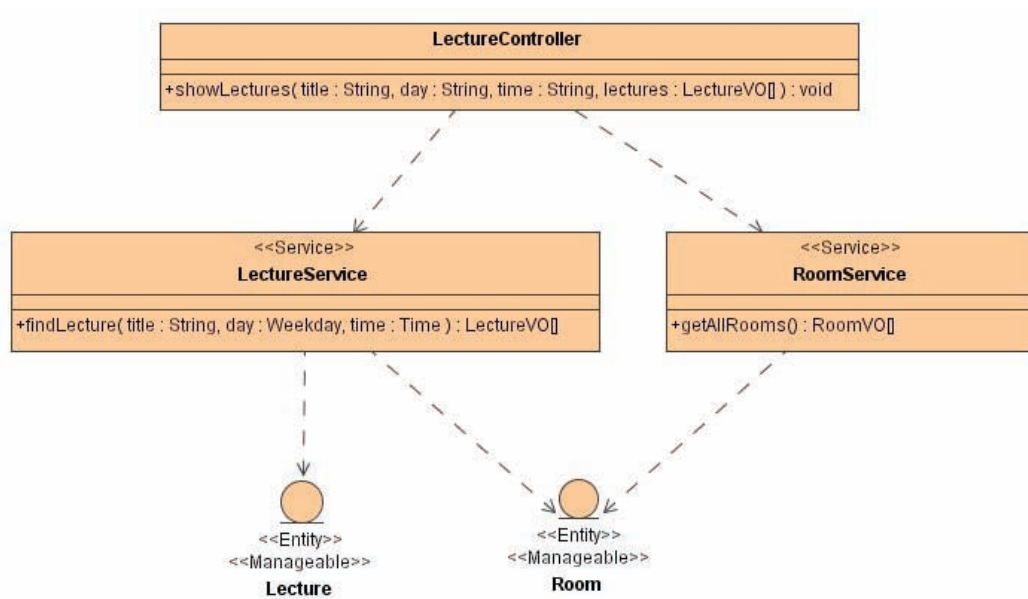 LectureController
+showLectures( title : String, day : String, time : String, lectures : LectureVO[] ) : void
<<Service>>
LectureService
+findLecture( title : String, day : Weekday, time : Time ) : LectureVO[]
<<Service>>
RoomService
+getAllRooms() : RoomVO[]
<<Entity>>
<<Manageable>>
Lecture
<<Entity>>
<<Manageable>>
Room